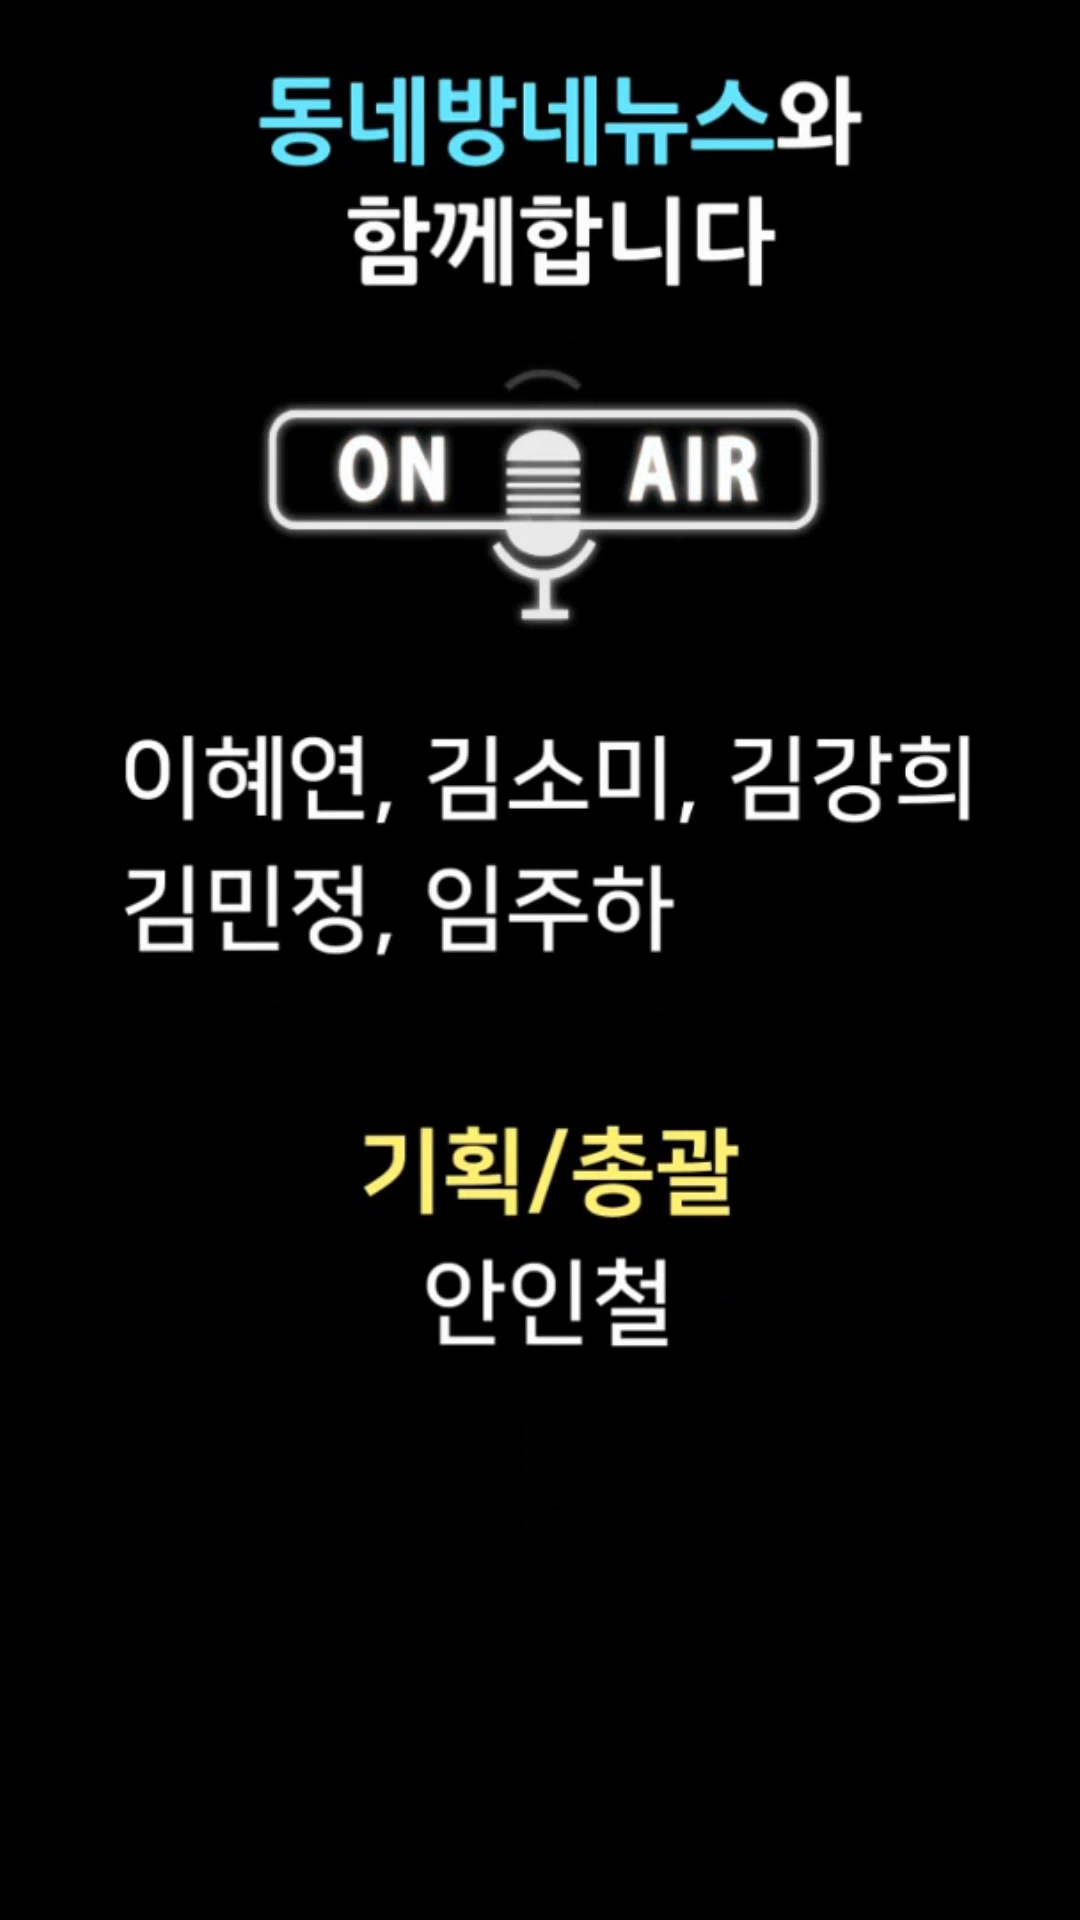 동네방네뉴스와
함께합니다
ON AIR
이혜연, 김소미, 김강희
김민정, 임주하
기획/총괄
안인철